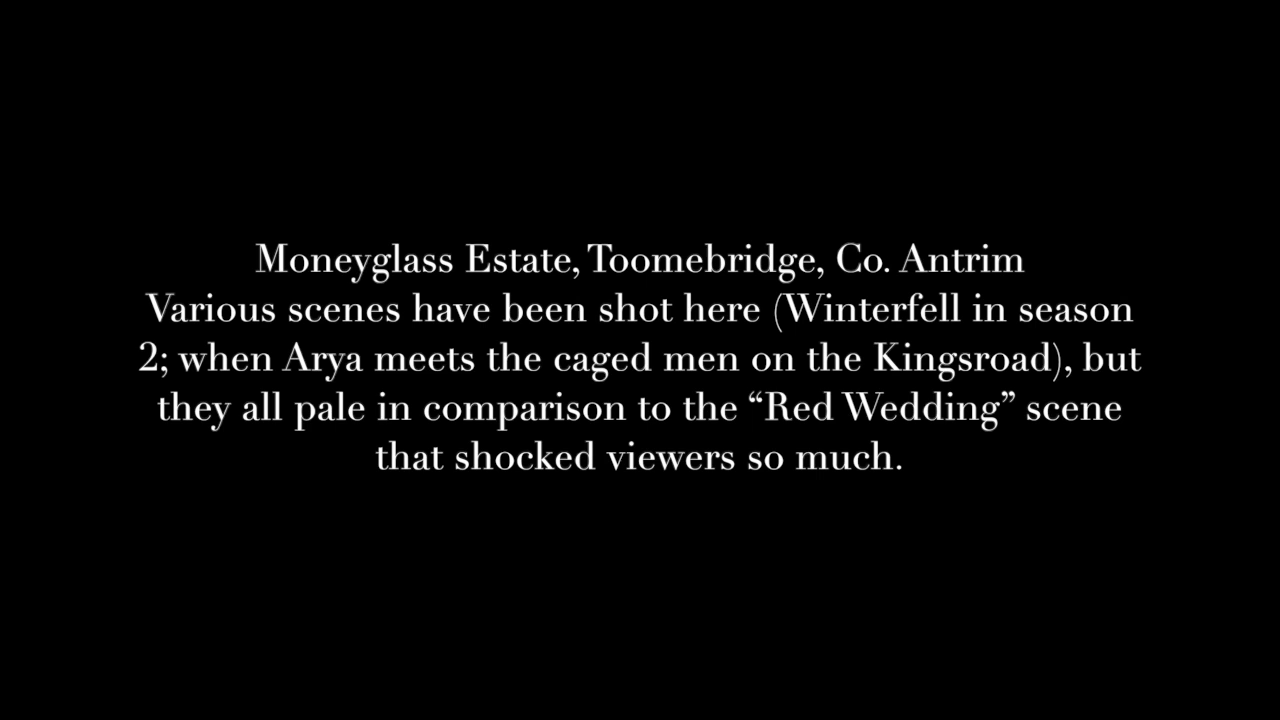 Moneyglass Estate, Toomebridge, Co. Antrim
Various scenes have been shot here (Winterfell in season
2; when Arya meets the caged men on the Kingsroad), but
they all pale in comparison to the “Red Wedding” scene
that shocked viewers so much.